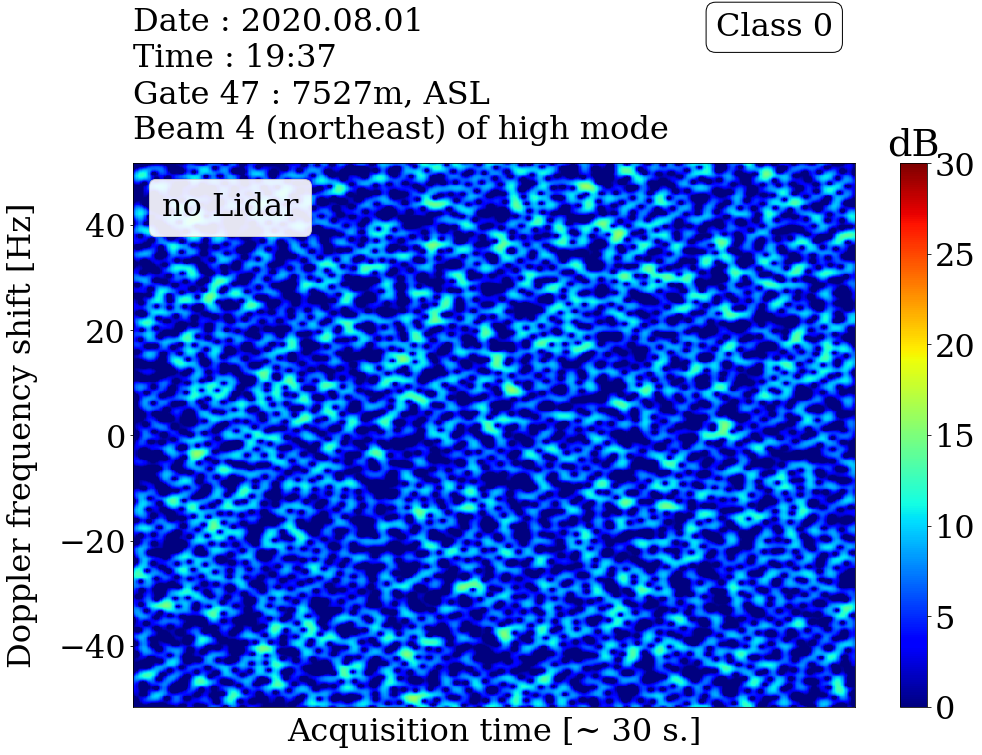 Date : 2020.08.01
Time : 19:37
Gate 47 : 7527m, ASL
Beam 4 (northeast) of high mode
Class 0
dB
no Lidar
Doppler frequency shift [Hz]
40
20
0
−20
−40
Acquisition time [~ 30 s.]
30
25
20
15
10
5
0